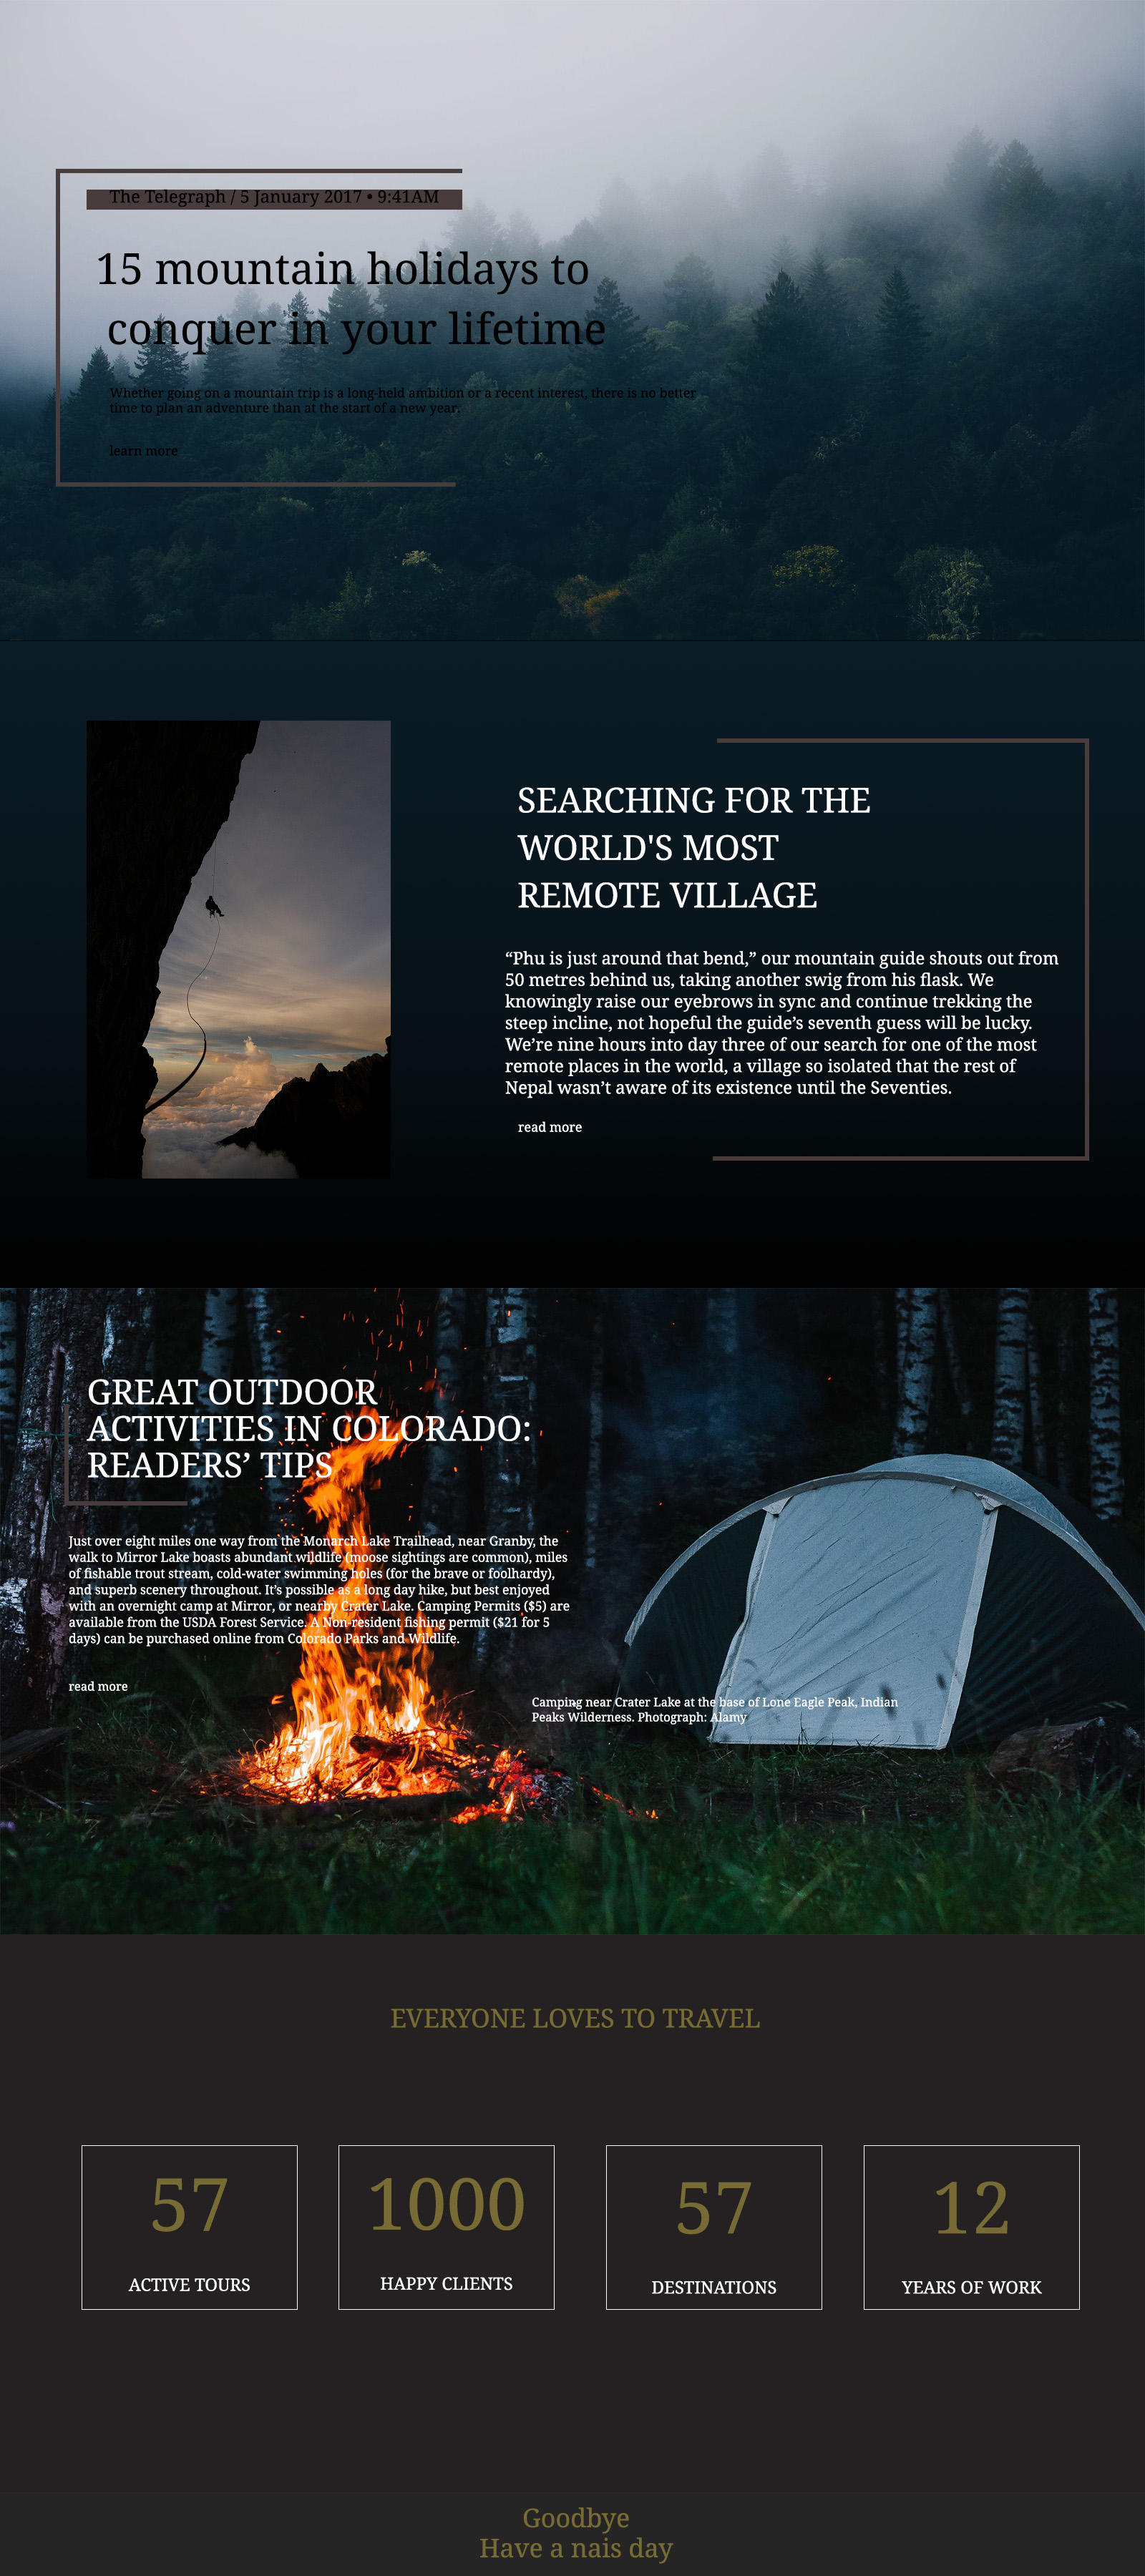 The Telegraph / 5 January 2017 • 9:41AM
15 mountain holidays to
conquer in your lifetime
Whether going on a mountain trip is a long-held ambition or a recent interest, there is no better
time to plan an adventure than at the start of a new year.
learn more
SEARCHING FOR THE
WORLD'S MOST
REMOTE VILLAGE
“Phu is just around that bend,” our mountain guide shouts out from
50 metres behind us, taking another swig from his flask. We
knowingly raise our eyebrows in sync and continue trekking the
steep incline, not hopeful the guide’s seventh guess will be lucky.
We’re nine hours into day three of our search for one of the most
remote places in the world, a village so isolated that the rest of
Nepal wasn’t aware of its existence until the Seventies.
read more
GREAT OUTDOOR
ACTIVITIES IN COLORADO:
READERS’ TIPS
Just over eight miles one way from the Monarch Lake Trailhead, near Granby, the
walk to Mirror Lake boasts abundant wildlife (moose sightings are common), miles
of fishable trout stream, cold-water swimming holes (for the brave or foolhardy),
and superb scenery throughout. It’s possible as a long day hike, but best enjoyed
with an overnight camp at Mirror, or nearby Crater Lake. Camping Permits ($5) are
available from the USDA Forest Service. A Non-resident fishing permit ($21 for 5
days) can be purchased online from Colorado Parks and Wildlife.
read more
Camping near Crater Lake at the base of Lone Eagle Peak, Indian
Peaks Wilderness. Photograph: Alamy
EVERYONE LOVES TO TRAVEL
57
ACTIVE TOURS
1000
HAPPY CLIENTS
57
DESTINATIONS
12
YEARS OF WORK
Goodbye
Have a nais day